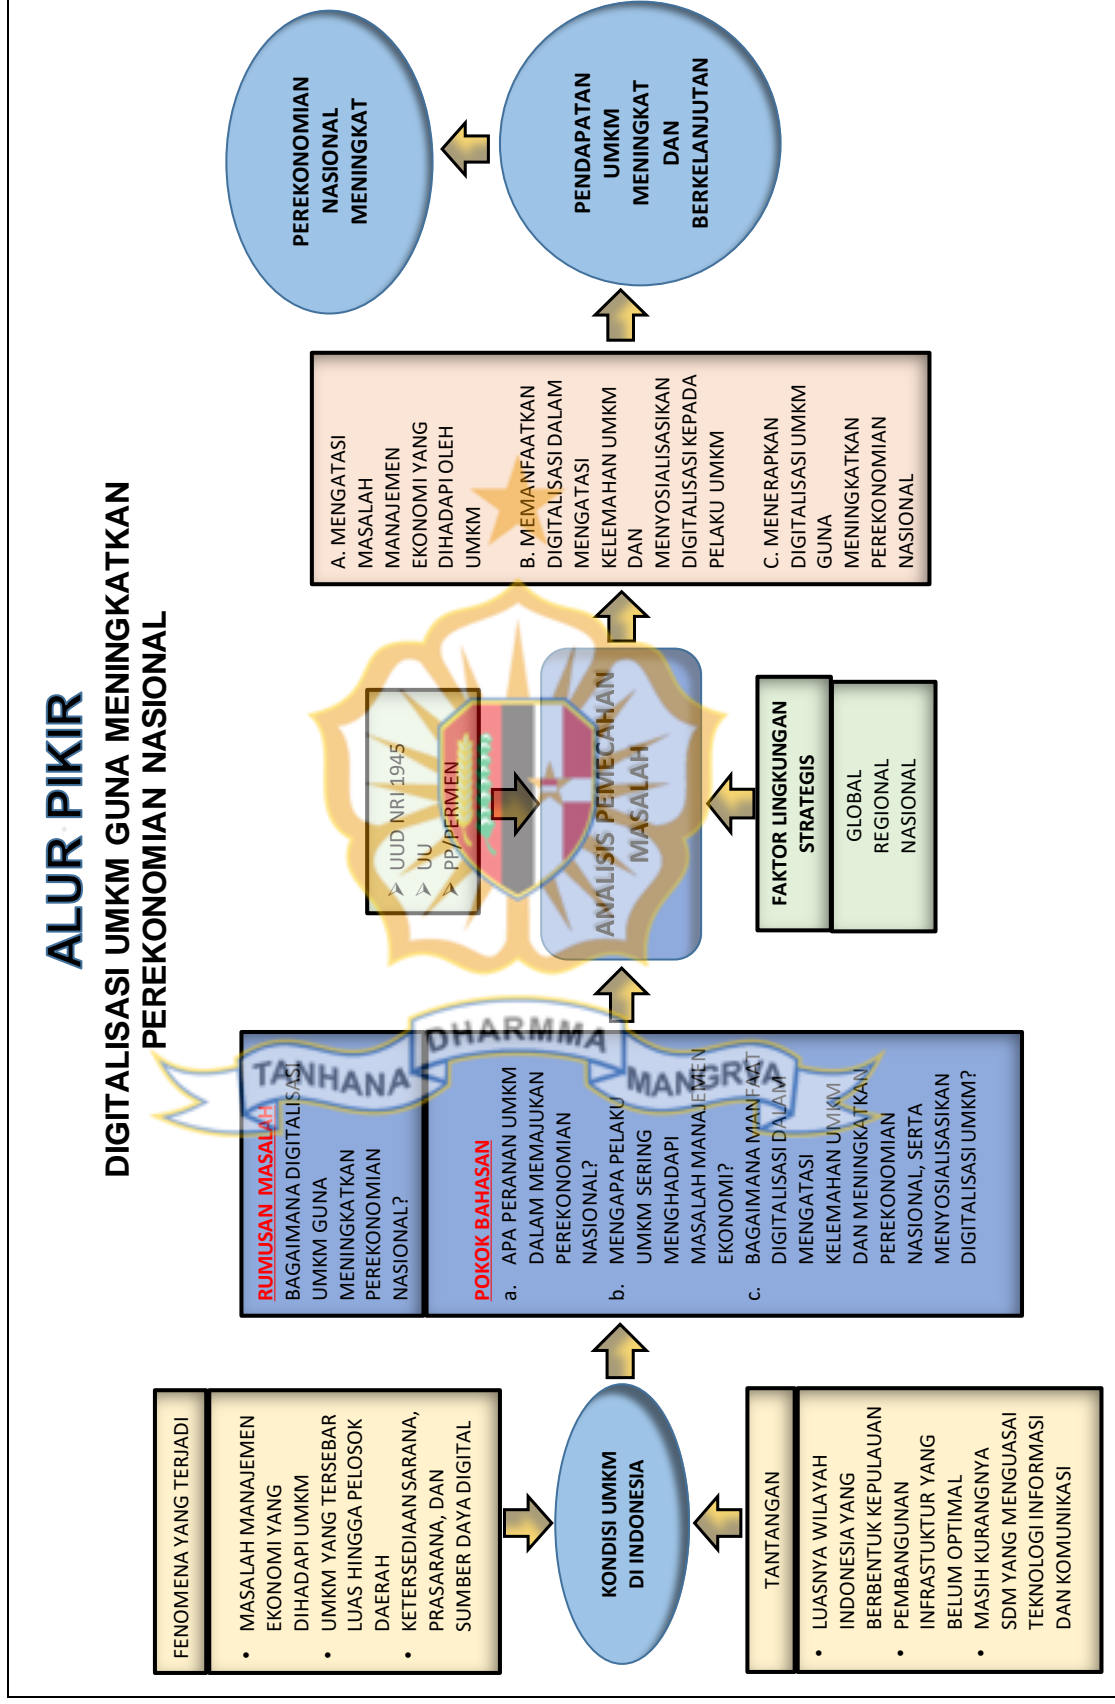 ALUR PIKIR
DIGITALISASI UMKM GUNA MENINGKATKAN
PEREKONOMIAN NASIONAL
FENOMENA YANG TERJADI
• MASALAH MANAJEMEN
EKONOMI YANG
DIHADAPI UMKM
• UMKM YANG TERSEBAR
LUAS HINGGA PELOSOK
DAERAH
• KETERSEDIAAN SARANA,
PRASARANA, DAN
SUMBER DAYA DIGITAL
KONDISI UMKM
DI INDONESIA
TANTANGAN
• LUASNYA WILAYAH
INDONESIA YANG
BERBENTUK KEPULAUAN
• PEMBANGUNAN
INFRASTUKTUR YANG
BELUM OPTIMAL
• MASIH KURANGNYA
SDM YANG MENGUASAI
TEKNOLOGI INFORMASI
DAN KOMUNIKASI
RUMUSAN MASALAH
BAGAIMANA DIGITALISASI
UMKM GUNA
MENINGKATKAN
PEREKONOMIAN
NASIONAL?
POKOK BAHASAN
a. APA PERANAN UMKM
DALAM MEMAJUKAN
PEREKONOMIAN
NASIONAL?
b. MENGAPA PELAKU
UMKM SERING
MENGHADAPI
MASALAH MANAJEMEN
EKONOMI?
c. BAGAIMANA MANFAAT
DIGITALISASI DALAM
MENGATASI
KELEMAHAN UMKM
DAN MENINGKATKAN
PEREKONOMIAN
NASIONAL, SERTA
MENYOSIALISASIKAN
DIGITALISASI UMKM?
TANHANA DHARMMA MANGRVA
➢ UUD NRI 1945
➢ UU
➢ PP/PERMEN
ANALISIS PEMECAHAN
MASALAH
FAKTOR LINGKUNGAN
STRATEGIS
GLOBAL
REGIONAL
NASIONAL
A. MENGATASI
MASALAH
MANAJEMEN
EKONOMI YANG
DIHADAPI OLEH
UMKM
B. MEMANFAATKAN
DIGITALISASI DALAM
MENGATASI
KELEMAHAN UMKM
DAN
MENYOSIALISASIKAN
DIGITALISASI KEPADA
PELAKU UMKM
C. MENERAPKAN
DIGITALISASI UMKM
GUNA
MENINGKATKAN
PEREKONOMIAN
NASIONAL
PENDAPATAN
UMKM
MENINGKAT
DAN
BERKELANJUTAN
PEREKONOMIAN
NASIONAL
MENINGKAT